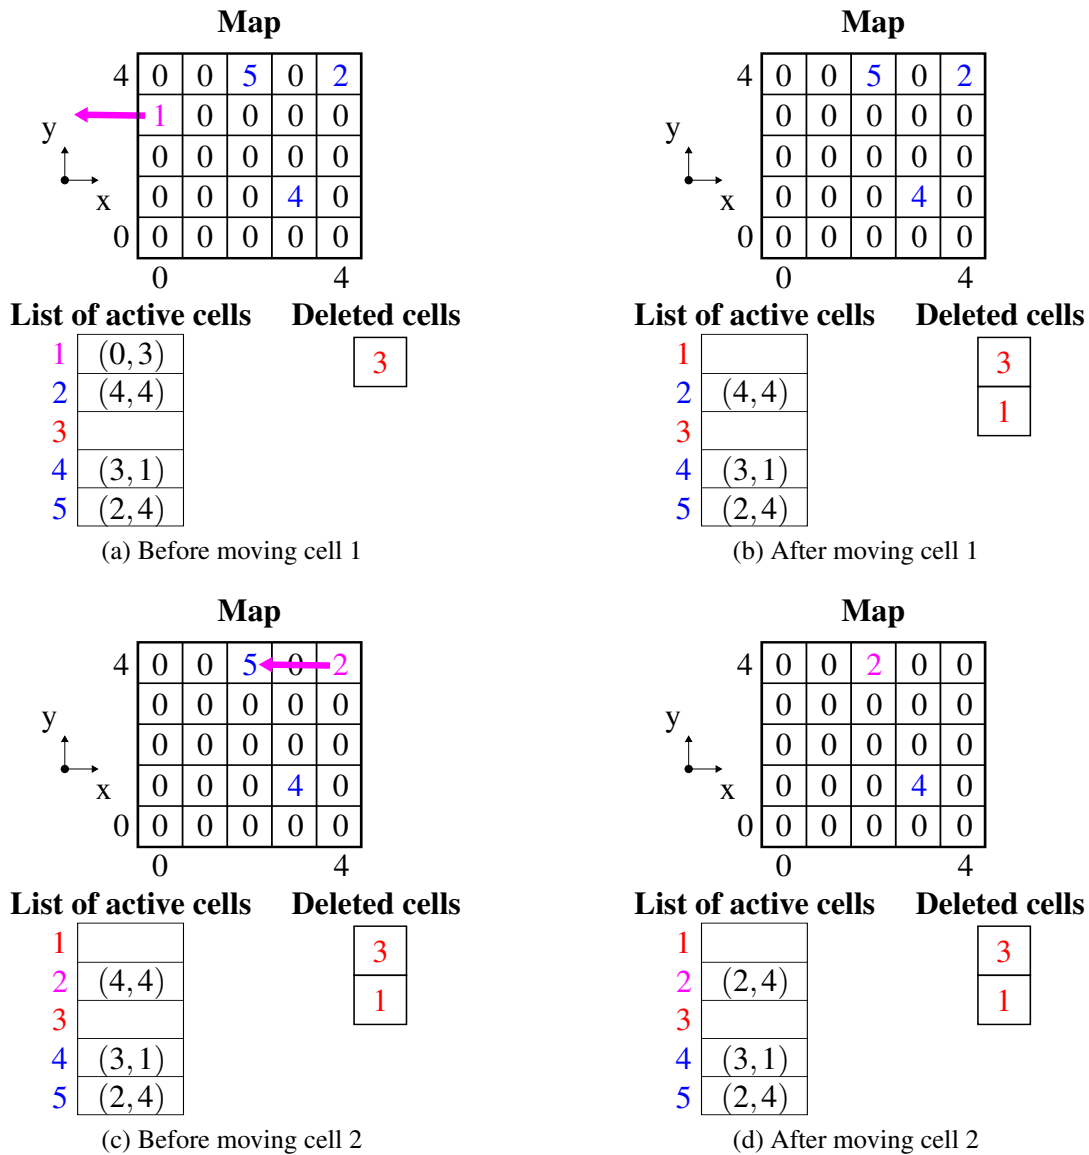 Map
4 0 0 5 0 2
1 0 0 0 0
y
0 0 0 0 0
x
0 0 0 4 0
0 0 0 0 0 0
0 4
List of active cells Deleted cells
1 (0,3) 3
2 (4,4)
3
4 (3,1)
5 (2,4)
(a) Before moving cell 1
Map
4 0 0 5 0 2
0 0 0 0 0
y
0 0 0 0 0
x
0 0 0 4 0
0 0 0 0 0 0
0 4
List of active cells Deleted cells
1 3
2 (4,4) 1
3
4 (3,1)
5 (2,4)
(b) After moving cell 1
Map
4 0 0 5 0 2
0 0 0 0 0
y
0 0 0 0 0
x
0 0 0 4 0
0 0 0 0 0 0
0 4
List of active cells Deleted cells
1 3
2 (4,4) 1
3
4 (3,1)
5 (2,4)
(c) Before moving cell 2
Map
4 0 0 2 0 0
0 0 0 0 0
y
0 0 0 0 0
x
0 0 0 4 0
0 0 0 0 0 0
0 4
List of active cells Deleted cells
1 3
2 (2,4) 1
3
4 (3,1)
5 (2,4)
(d) After moving cell 2